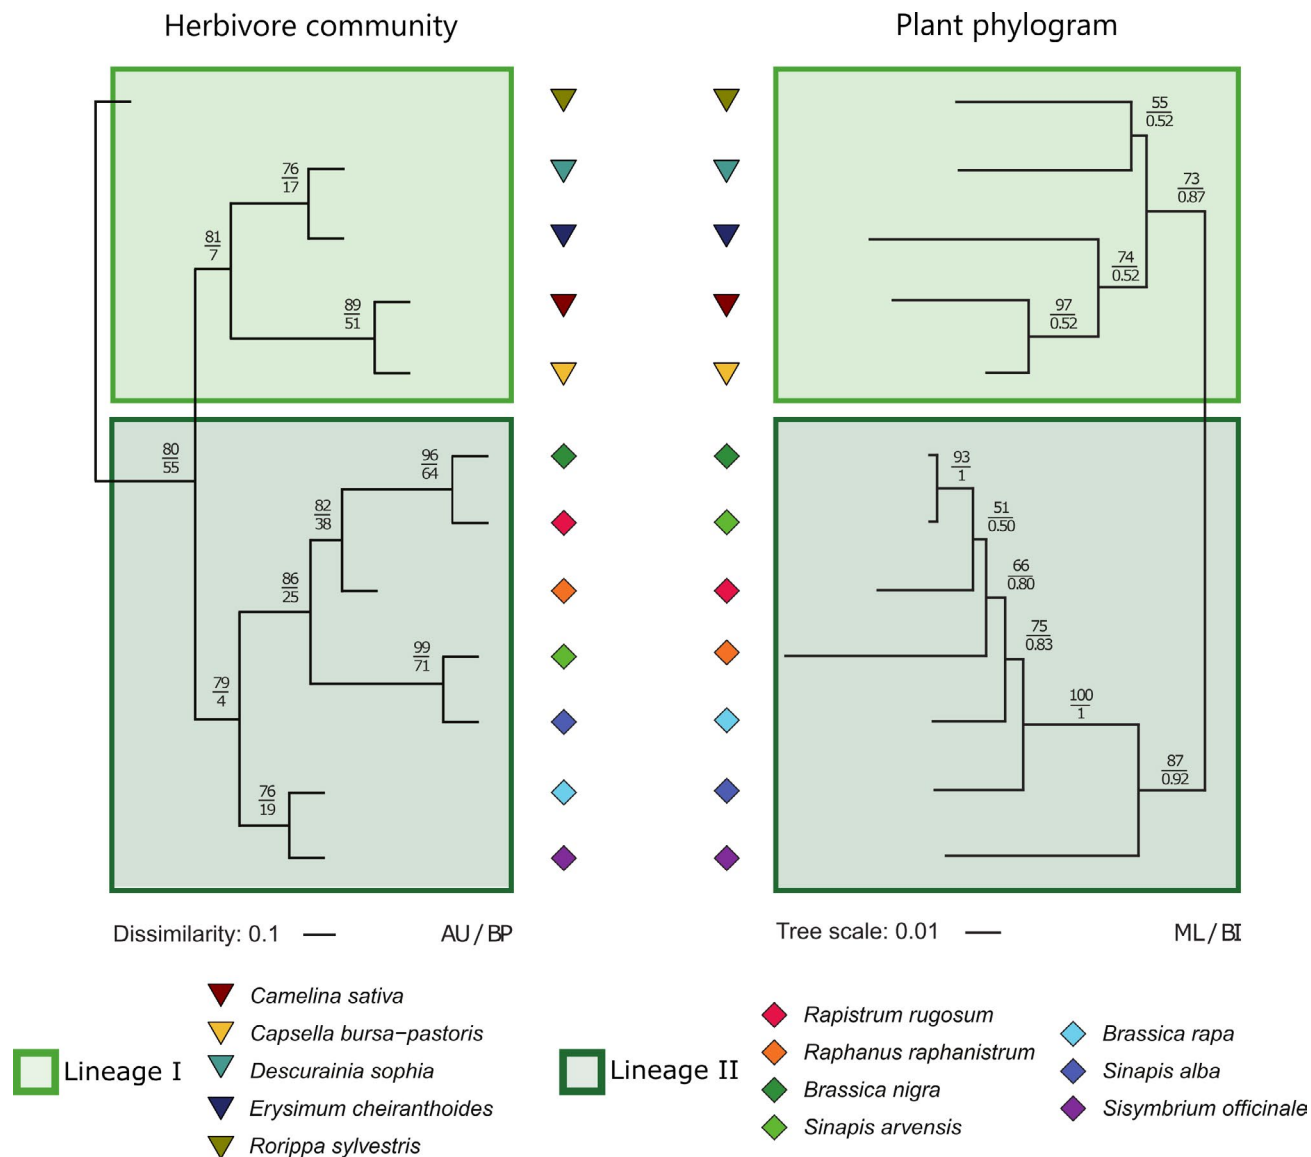 Herbivore community
Plant phylogram
76
17
81
7
89
51
80
55
96
64
82
38
86
25
99
71
79
4
76
19
55
0.52
73
0.87
74
0.52
97
0.52
93
1
51
0.50
66
0.80
75
0.83
100
1
87
0.92
Dissimilarity: 0.1
AU/BP
Tree scale: 0.01
ML/BI
Lineage I
Camelina sativa
Capsella bursa−pastoris
Descurainia sophia
Erysimum cheiranthoides
Rorippa sylvestris
Lineage II
Rapistrum rugosum
Raphanus raphanistrum
Brassica nigra
Sinapis arvensis
Brassica rapa
Sinapis alba
Sisymbrium officinale